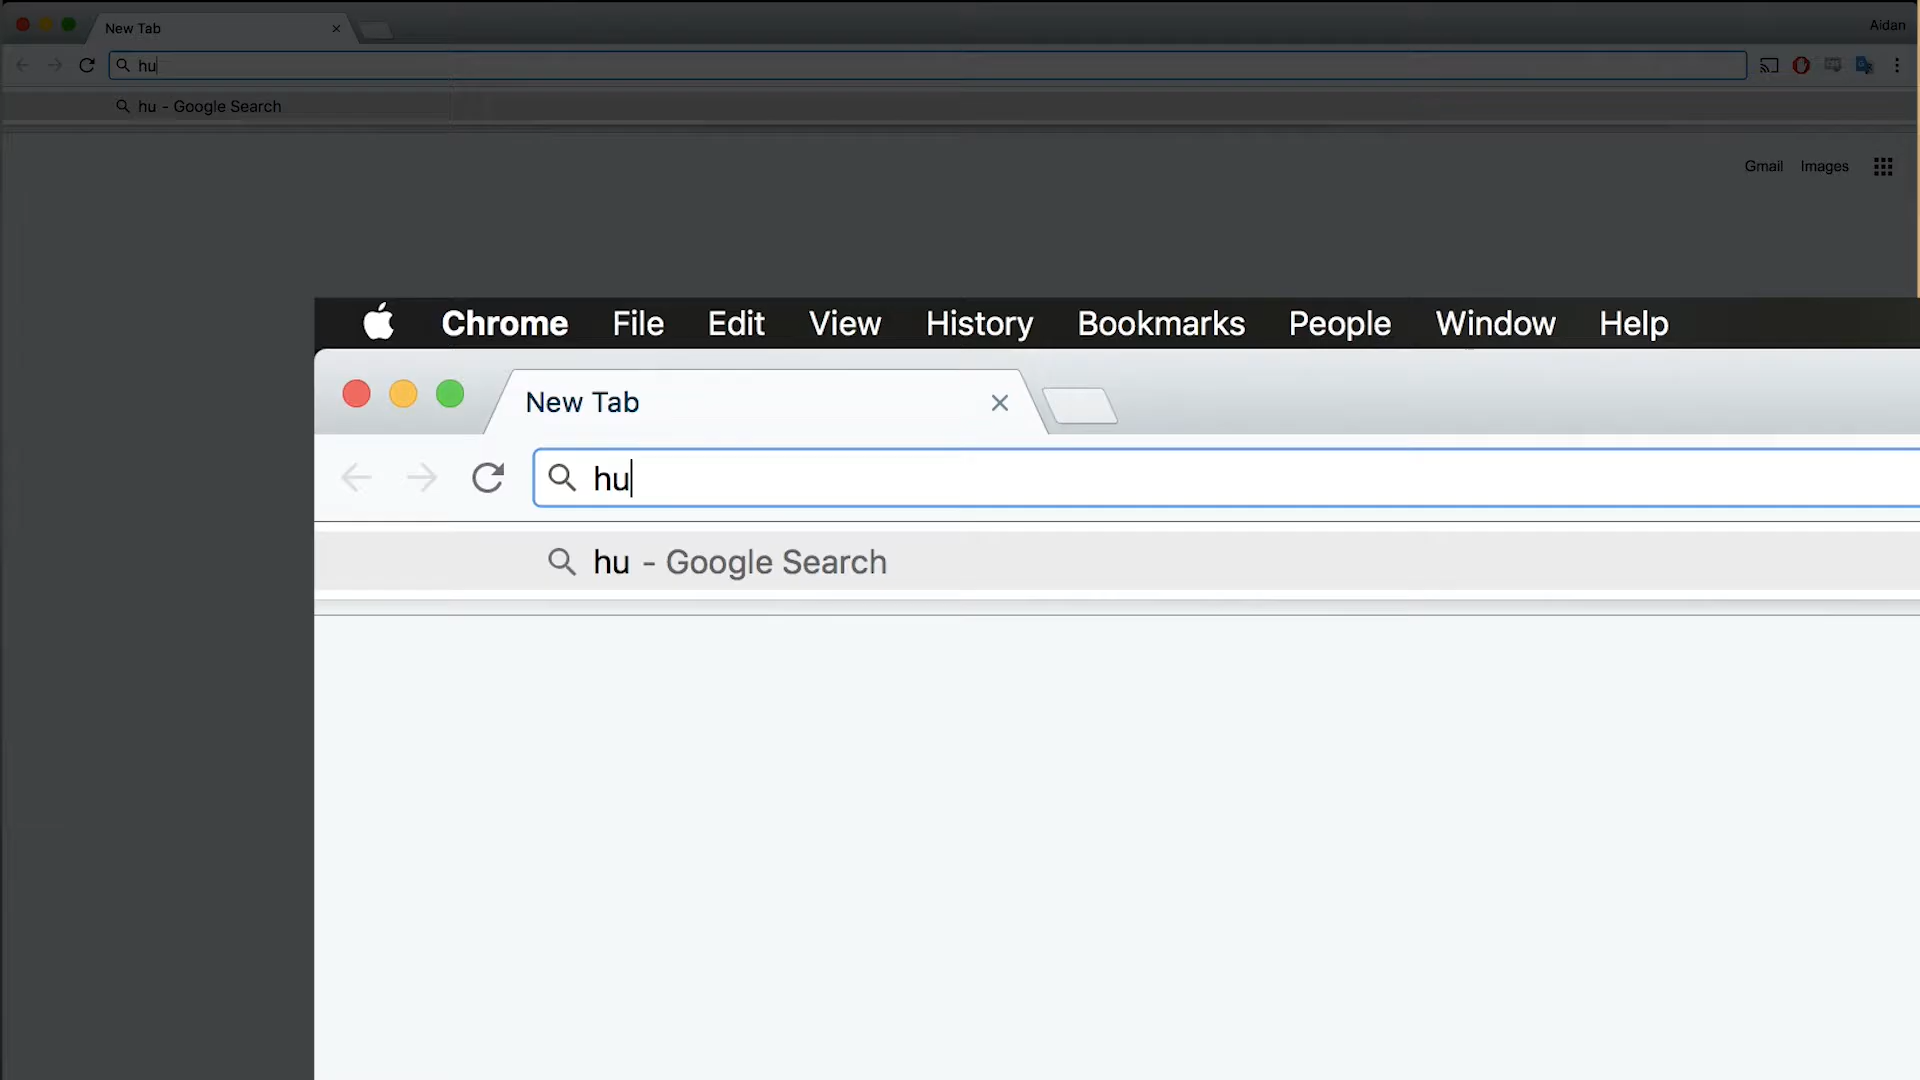 New Tab
Aidan
hu
hu - Google Search
Gmail Images
Chrome File Edit View History Bookmarks People Window Help
New Tab
hu
hu - Google Search